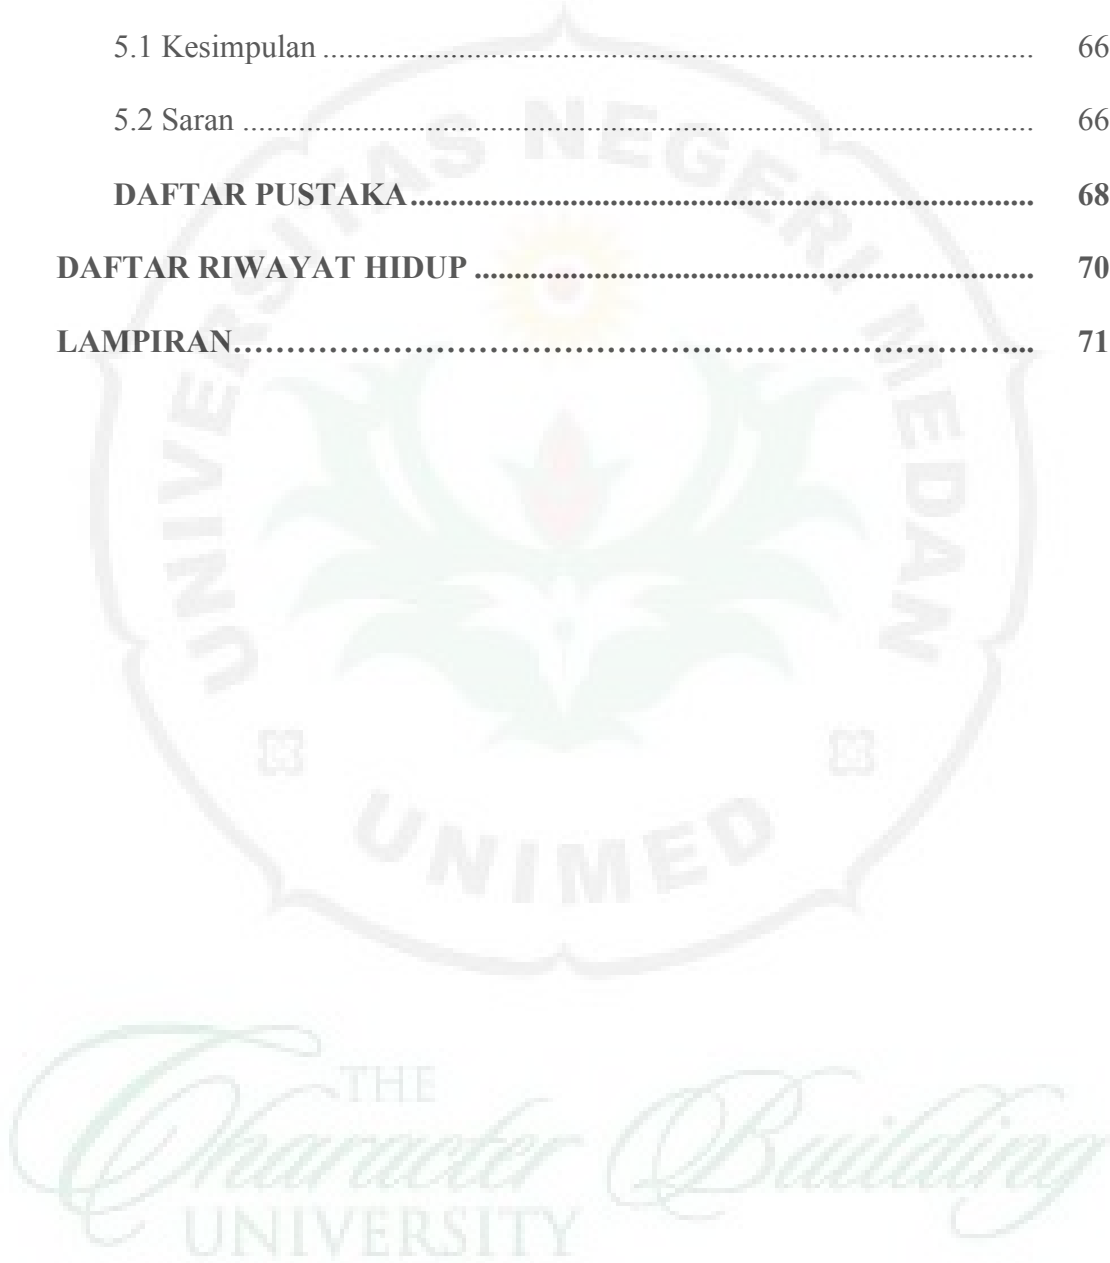 5.1 Kesimpulan ........................................................................................................... 66
5.2 Saran ....................................................................................................................... 66
DAFTAR PUSTAKA............................................................................... 68
DAFTAR RIWAYAT HIDUP ....................................................................... 70
LAMPIRAN………………………………………………………………….... 71
UNIVERSITAS NEGERI MEDAN
UNIMED
THE
Character Building
UNIVERSITY